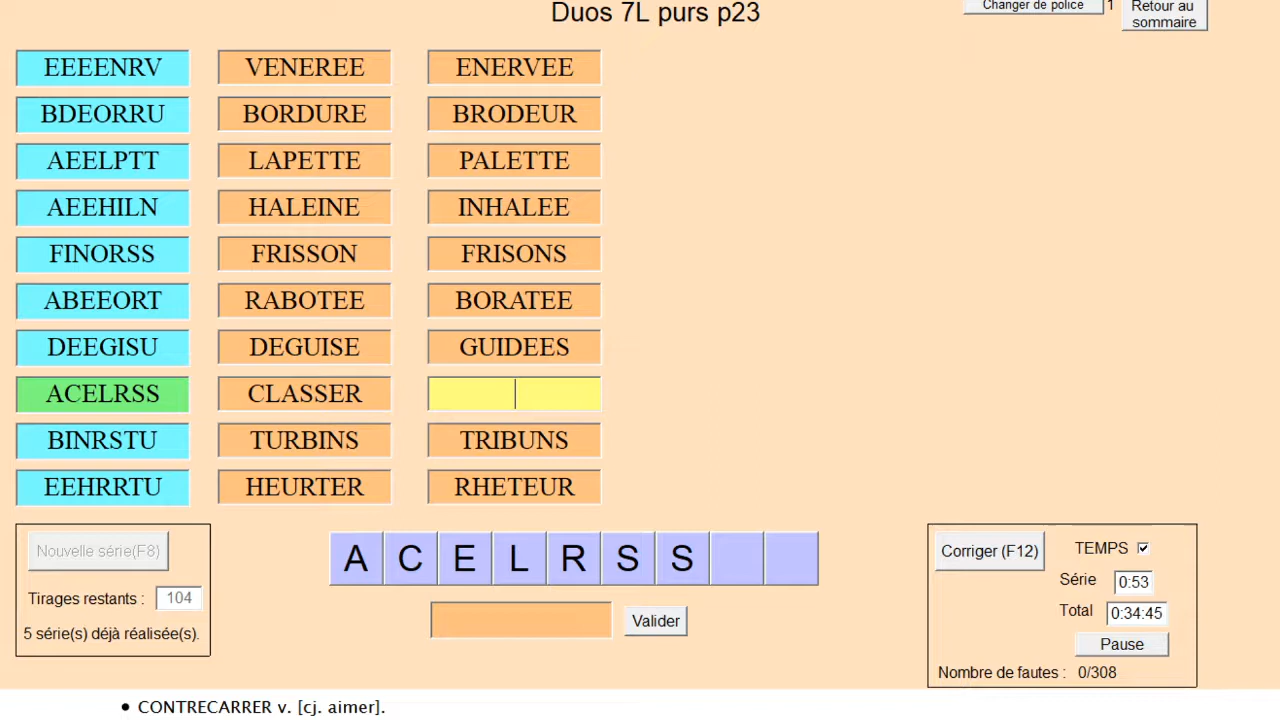 Duos 7L purs p23
Changer de police 1 Retour au sommaire
EEEENRV VENEREE ENERVEE
BDEORRU BORDURE BRODEUR
AEELPTT LAPETTE PALETTE
AEEHILN HALEINE INHALEE
FINORSS FRISSON FRISONS
ABEEORT RABOTEE BORATEE
DEEGISU DEGUISE GUIDEES
ACELRSS CLASSER
BINRSTU TURBINS TRIBUNS
EEHRRTU HEURTER RHETEUR
Nouvelle série(F8)
Tirages restants : 104
5 série(s) déjà réalisée(s).
A C E L R S S
Valider
Corriger (F12) TEMPS
Série 0:53
Total 0:34:45
Pause
Nombre de fautes : 0/308
• CONTRECARRER v. [cj. aimer].